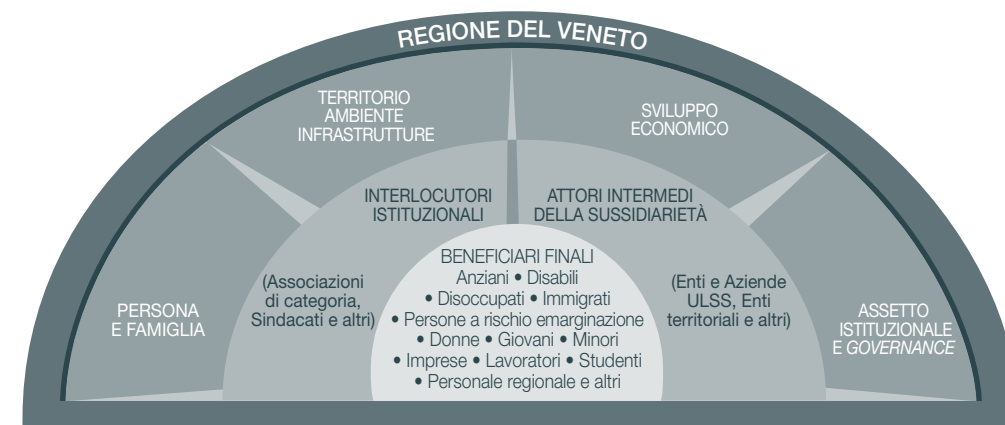 REGIONE DEL VENETO
TERRITORIO
AMBIENTE
INFRASTRUTTURE
SVILUPPO
ECONOMICO
INTERLOCUTORI
ISTITUZIONALI
ATTORI INTERMEDI
DELLA SUSSIDIARIETÀ
PERSONA
E FAMIGLIA
(Associazioni
di categoria,
Sindacati e altri)
BENEFICIARI FINALI
Anziani • Disabili
• Disoccupati • Immigrati
• Persone a rischio emarginazione
• Donne • Giovani • Minori
• Imprese • Lavoratori • Studenti
• Personale regionale e altri
(Enti e Aziende
ULSS, Enti
territoriali e altri)
ASSETTO
ISTITUZIONALE
E GOVERNANCE